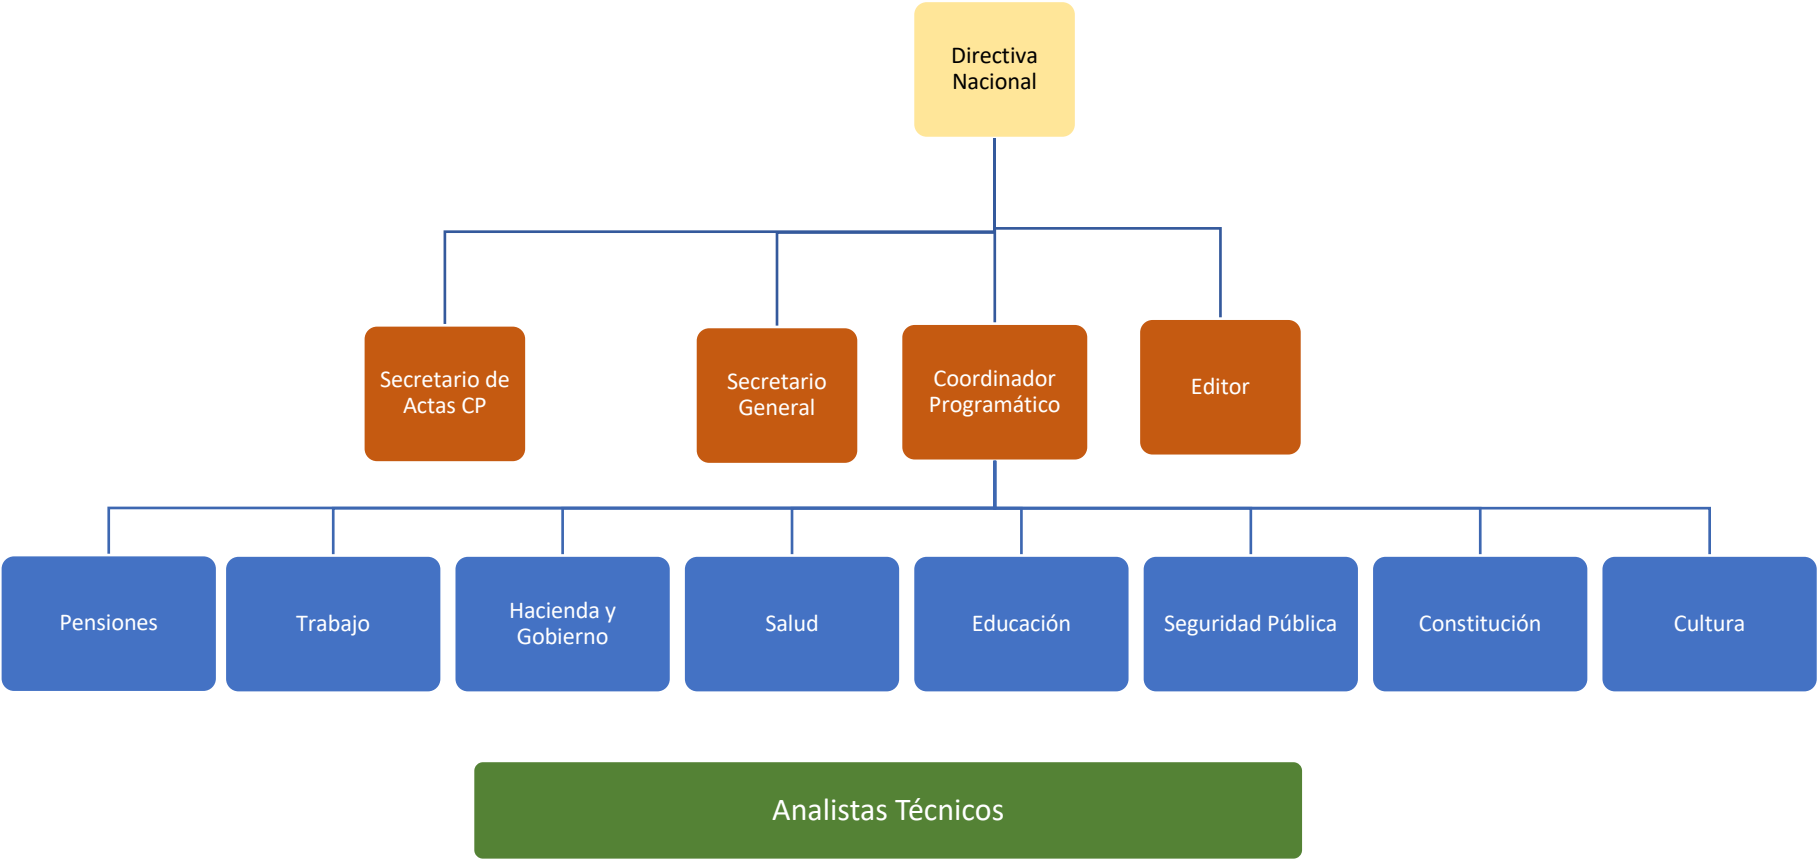 Directiva
Nacional
Secretario de
Actas CP
Secretario
General
Coordinador
Programático
Editor
Pensiones
Trabajo
Hacienda y
Gobierno
Salud
Educación
Seguridad Pública
Constitución
Cultura
Analistas Técnicos